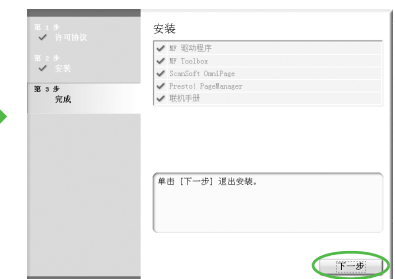 第 1 步
许可协议
第 2 步
安装
第 3 步
完成
安装
MF 驱动程序
MF Toolbox
ScanSoft OmniPage
Presto! PageManager
联机手册
单击 [下一步] 退出安装。
下一步